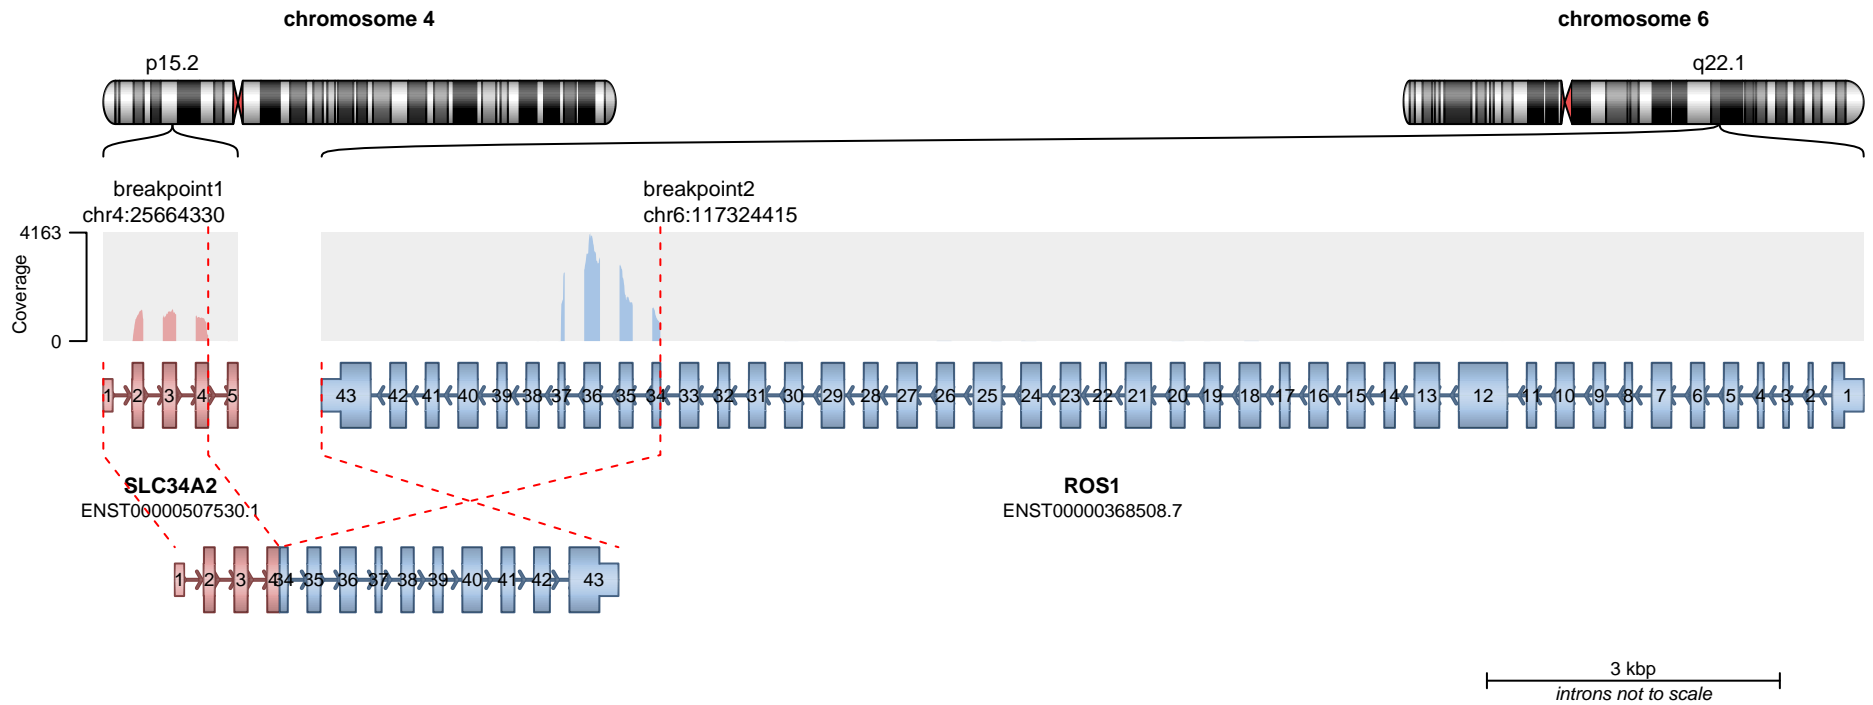 chromosome 4
chromosome 6
p15.2
q22.1
breakpoint1
chr4:25664330
breakpoint2
chr6:117324415
4163
Coverage
0
1 2 3 4 5
43 42 41 40 39 38 37 36 35 34 33 32 31 30 29 28 27 26 25 24 23 22 21 20 19 18 17 16 15 14 13 12 11 10 9 8 7 6 5 4 3 2 1
SLC34A2
ENST00000507530.1
ROS1
ENST00000368508.7
1 2 3 4 34 35 36 37 38 39 40 41 42 43
3 kbp
introns not to scale